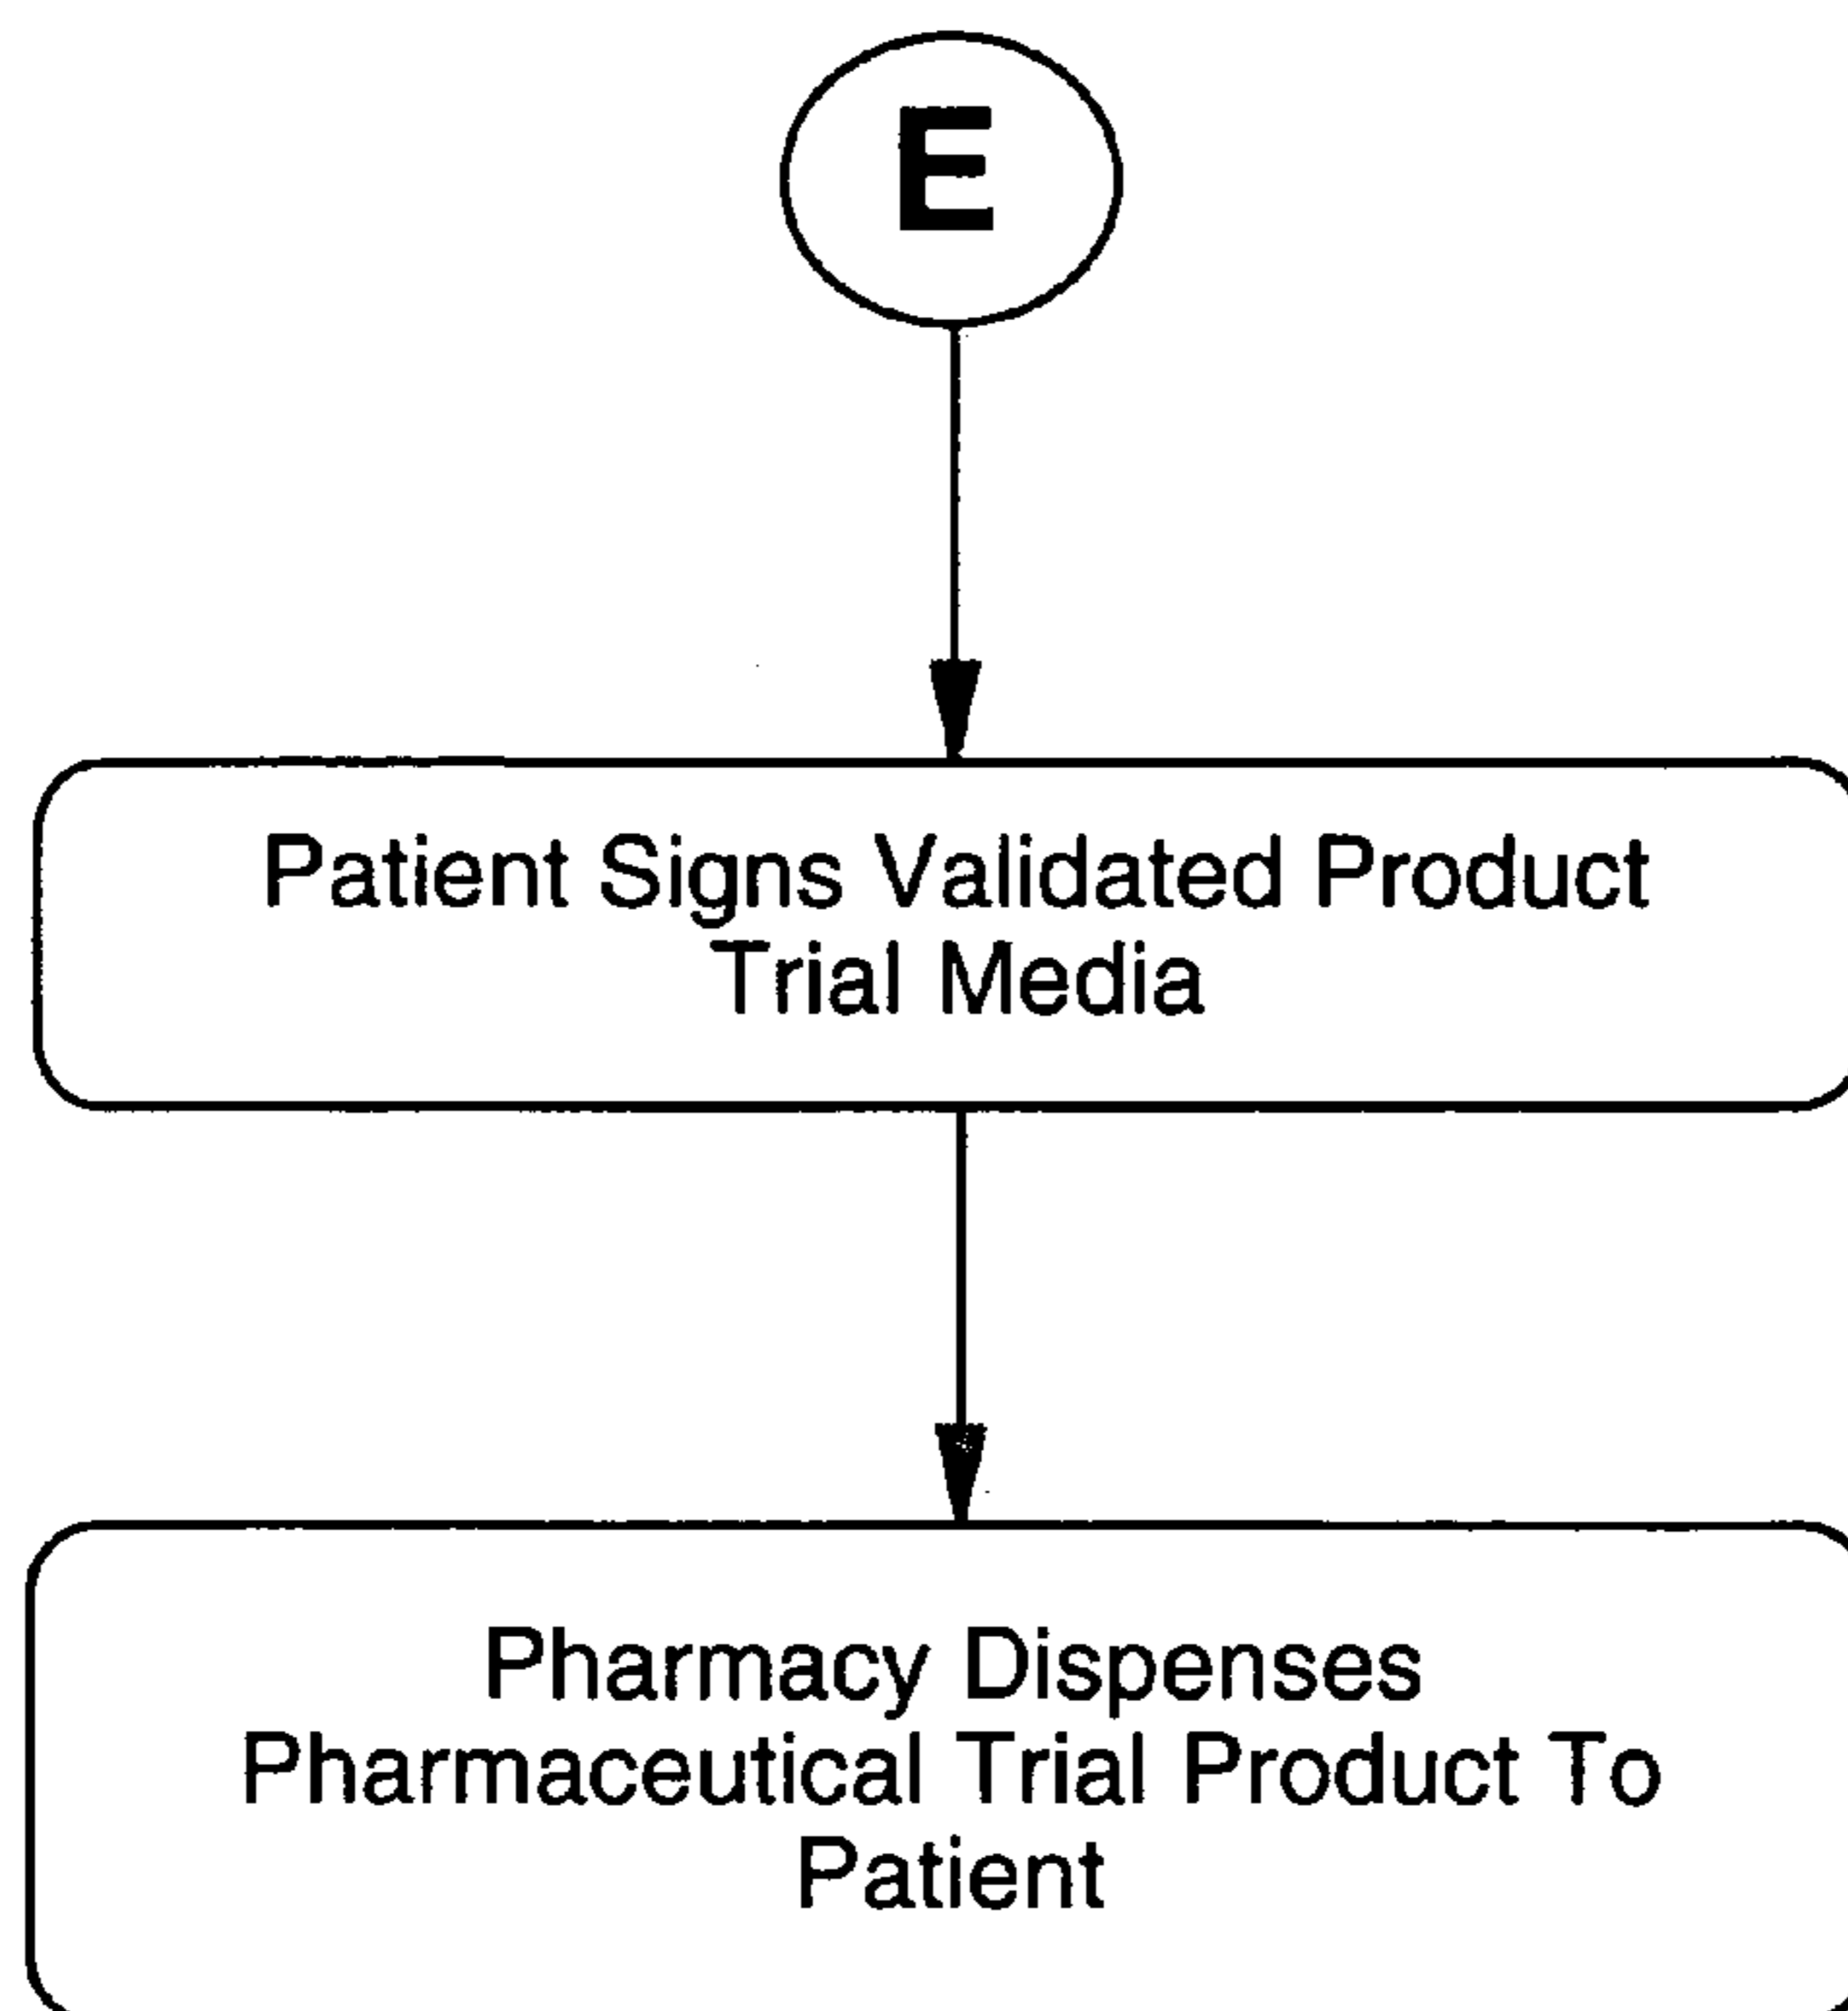 E
Patient Signs Validated Product
Trial Media
Pharmacy Dispenses
Pharmaceutical Trial Product To
Patient